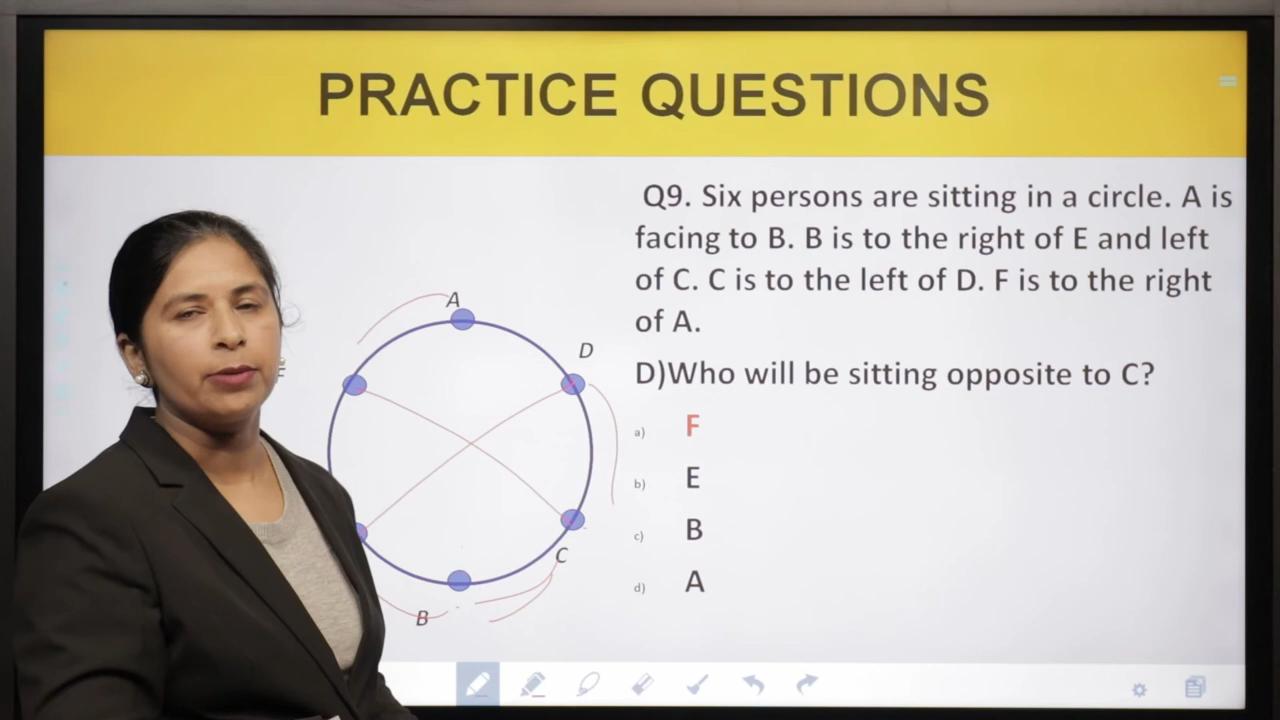 PRACTICE QUESTIONS
Q9. Six persons are sitting in a circle. A is
facing to B. B is to the right of E and left
of C. C is to the left of D. F is to the right
of A.
D)Who will be sitting opposite to C?
a) F
b) E
c) B
d) A
A
D
C
B